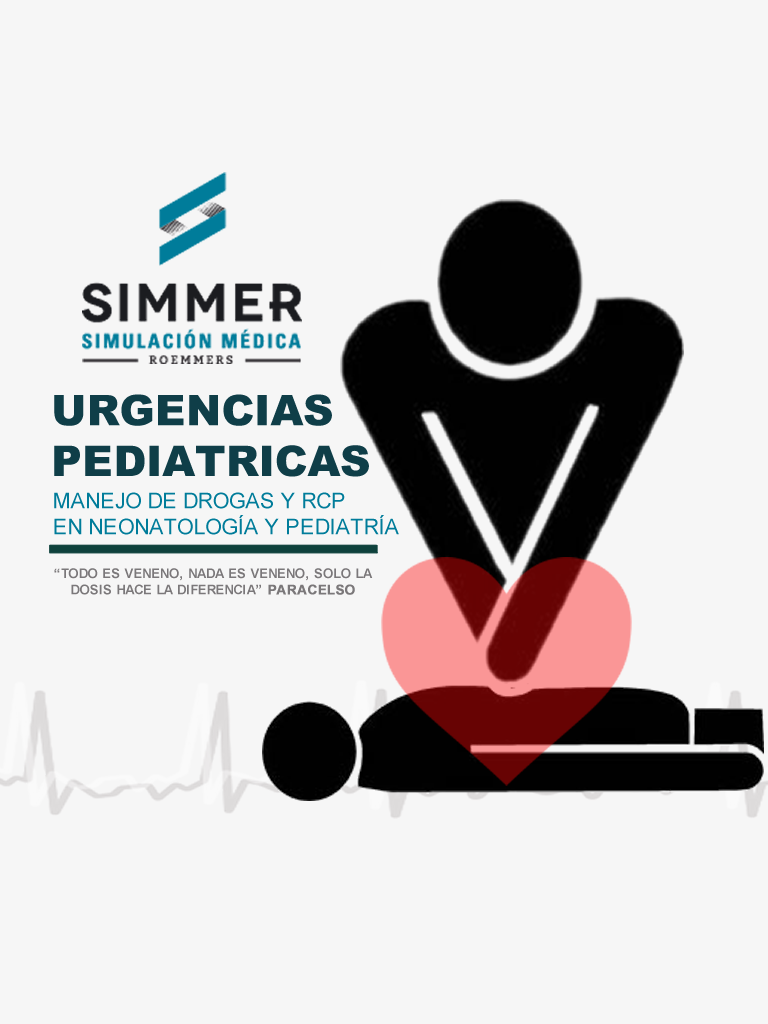 SIMMER
SIMULACIÓN MÉDICA
ROEMMERS
URGENCIAS
PEDIATRICAS
MANEJO DE DROGAS Y RCP
EN NEONATOLOGÍA Y PEDIATRÍA
“TODO ES VENENO, NADA ES VENENO, SOLO LA
DOSIS HACE LA DIFERENCIA” PARACELSO